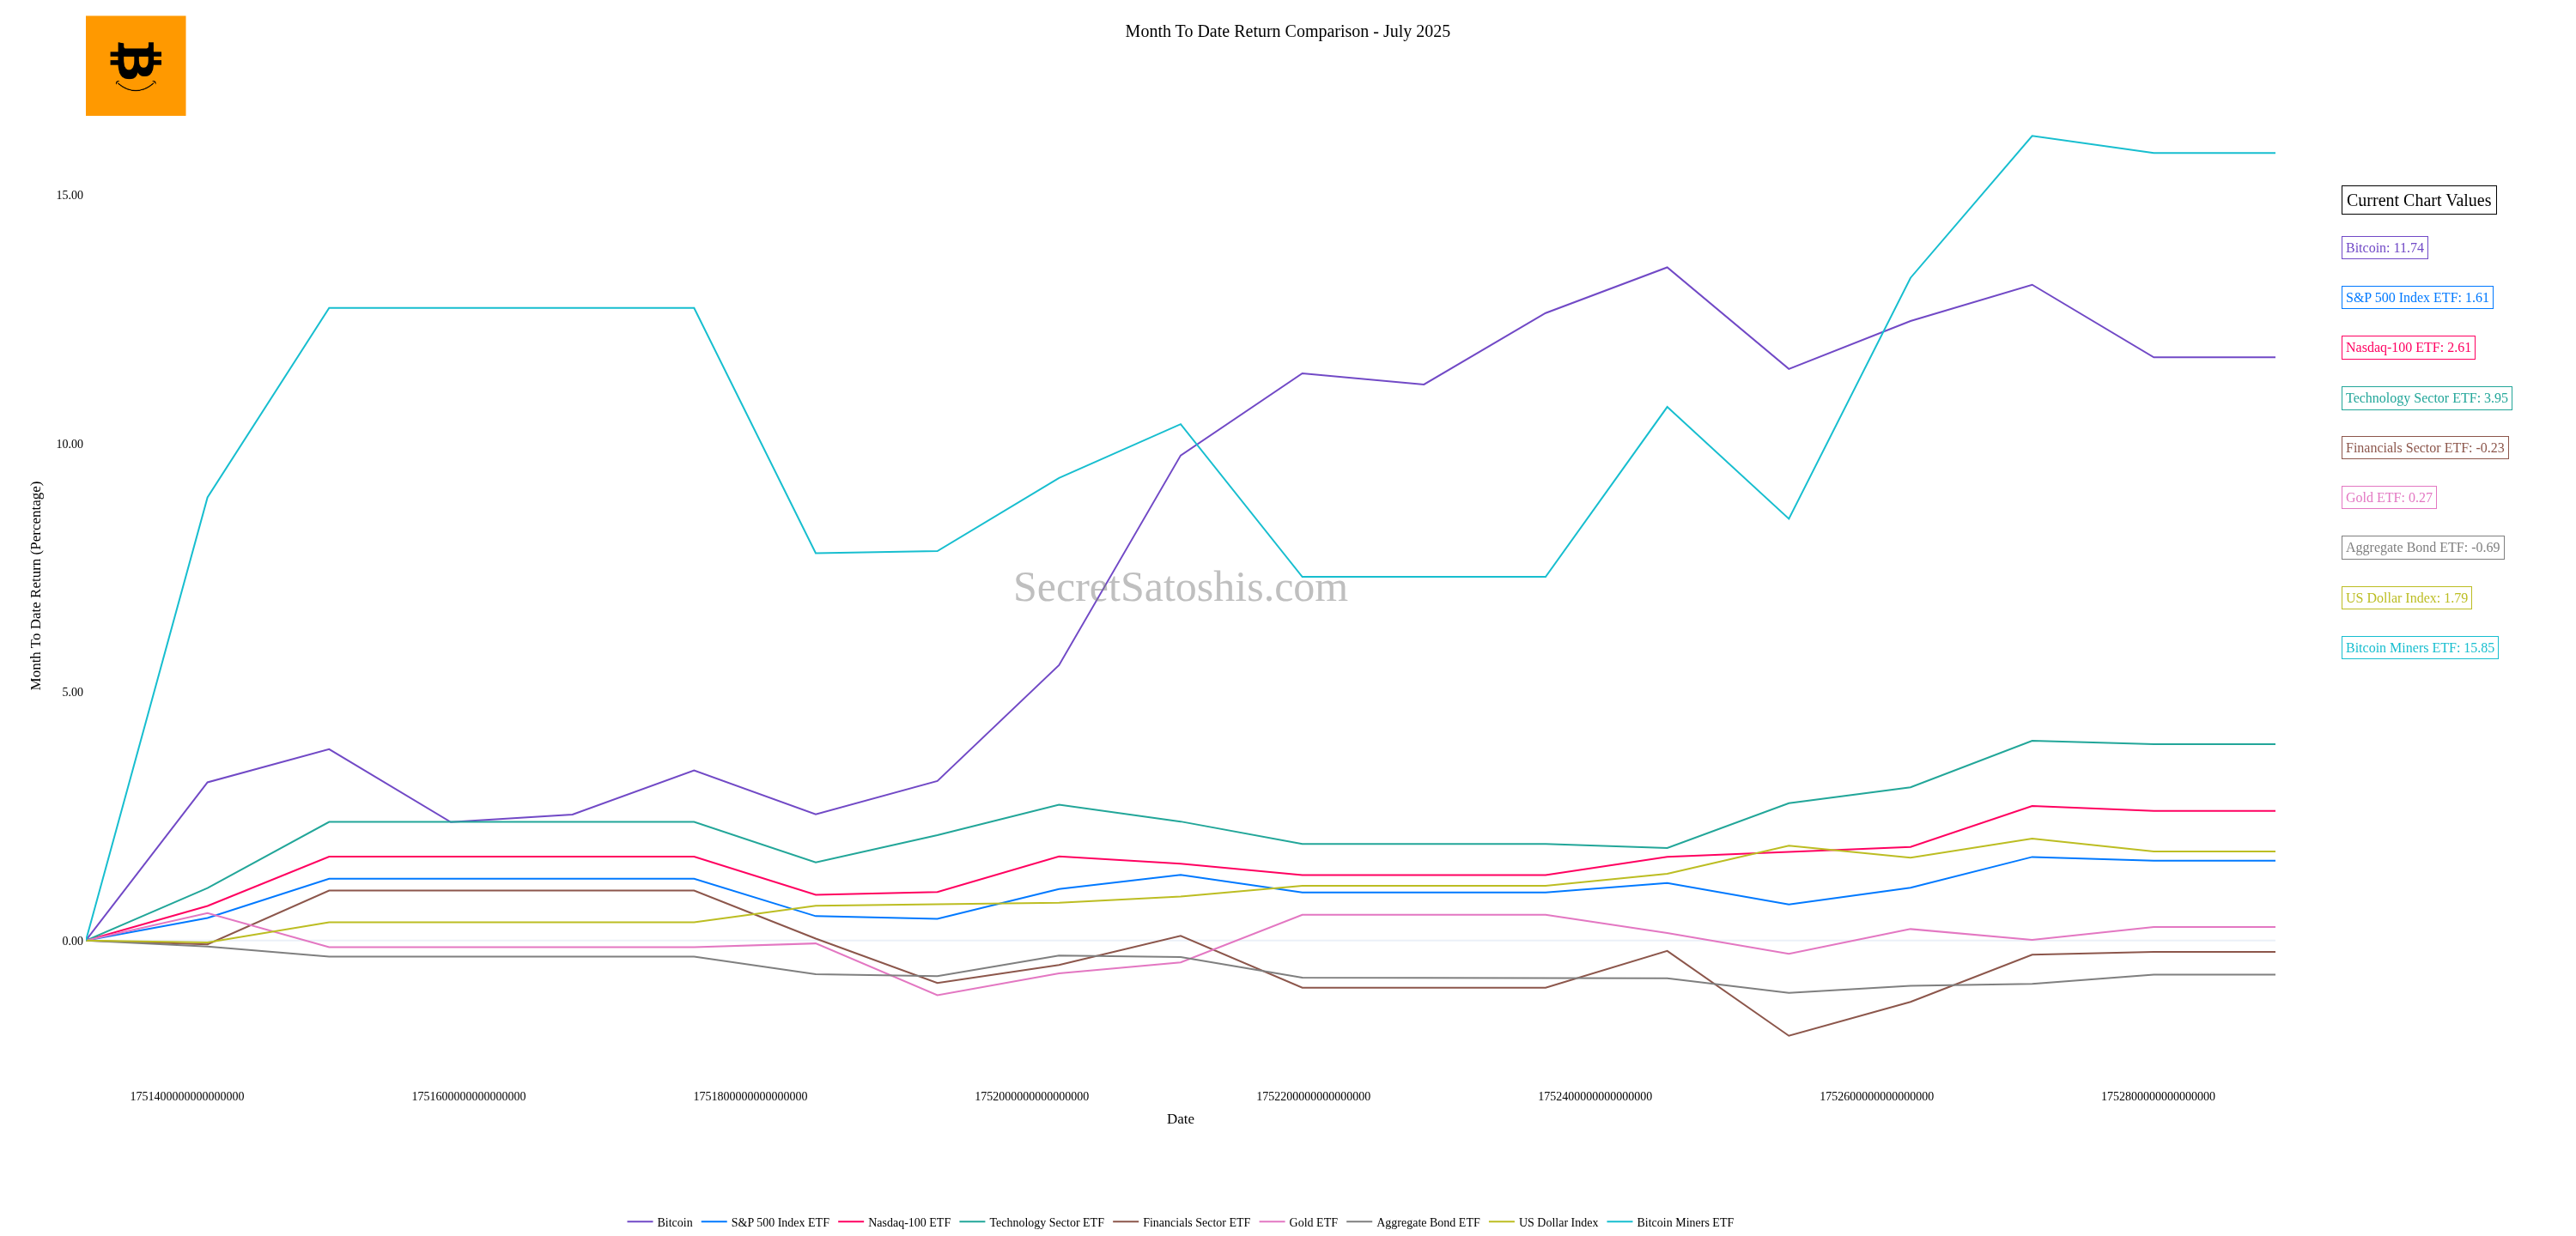 Month To Date Return Comparison - July 2025
15.00
10.00
5.00
0.00
Month To Date Return (Percentage)
SecretSatoshis.com
Current Chart Values
Bitcoin: 11.74
S&P 500 Index ETF: 1.61
Nasdaq-100 ETF: 2.61
Technology Sector ETF: 3.95
Financials Sector ETF: -0.23
Gold ETF: 0.27
Aggregate Bond ETF: -0.69
US Dollar Index: 1.79
Bitcoin Miners ETF: 15.85
1751400000000000000 1751600000000000000 1751800000000000000 1752000000000000000 1752200000000000000 1752400000000000000 1752600000000000000 1752800000000000000
Date
Bitcoin S&P 500 Index ETF Nasdaq-100 ETF Technology Sector ETF Financials Sector ETF Gold ETF Aggregate Bond ETF US Dollar Index Bitcoin Miners ETF